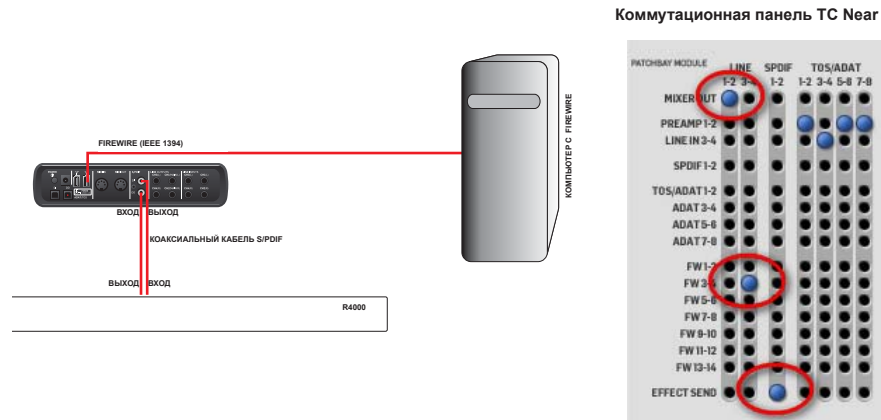 Коммутационная панель TC Near
FIREWIRE (IEEE 1394)
КОМПЬЮТЕР С FIREWIRE
ВХОД ВЫХОД
КОАКСИАЛЬНЫЙ КАБЕЛЬ S/PDIF
ВЫХОД ВХОД
R4000
PATCHBAY MODULE
LINE SPDIF TOS/ADAT
1-2 3-4 1-2 1-2 3-4 5-6 7-8
MIXER OUT
PREAMP 1-2
LINE IN 3-4
SPDIF 1-2
TOS/ADAT 1-2
ADAT 3-4
ADAT 5-6
ADAT 7-8
FW 1-2
FW 3-4
FW 5-6
FW 7-8
FW 9-10
FW 11-12
FW 13-14
EFFECT SEND